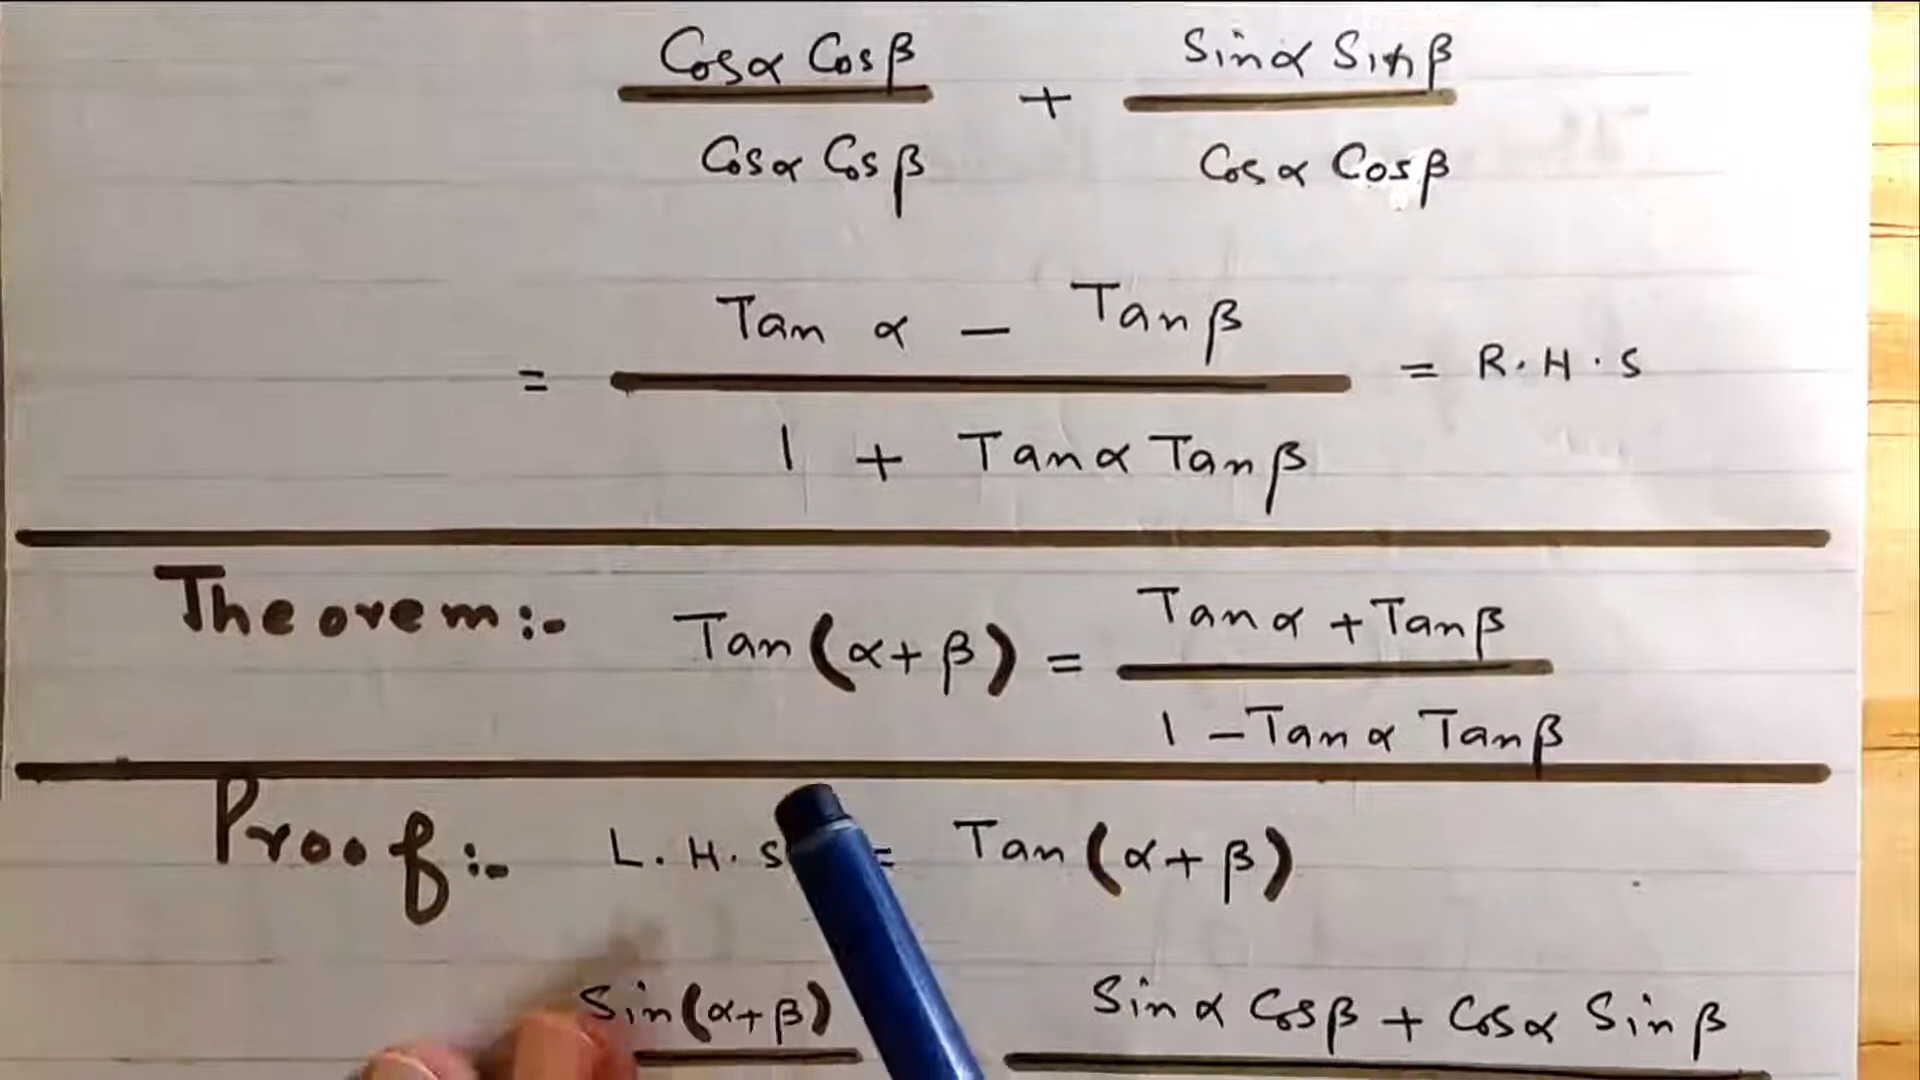 Cosα Cosβ Sinα Sinβ
+
Cosα Cosβ Cosα Cosβ
Tan α - Tanβ
= = R.H.S
1 + Tanα Tanβ
Theorem:- Tan(α+β) = Tanα + Tanβ
1 - Tanα Tanβ
Proof:- L.H.S = Tan(α+β)
Sin(α+β) Sinα Cosβ + Cosα Sinβ